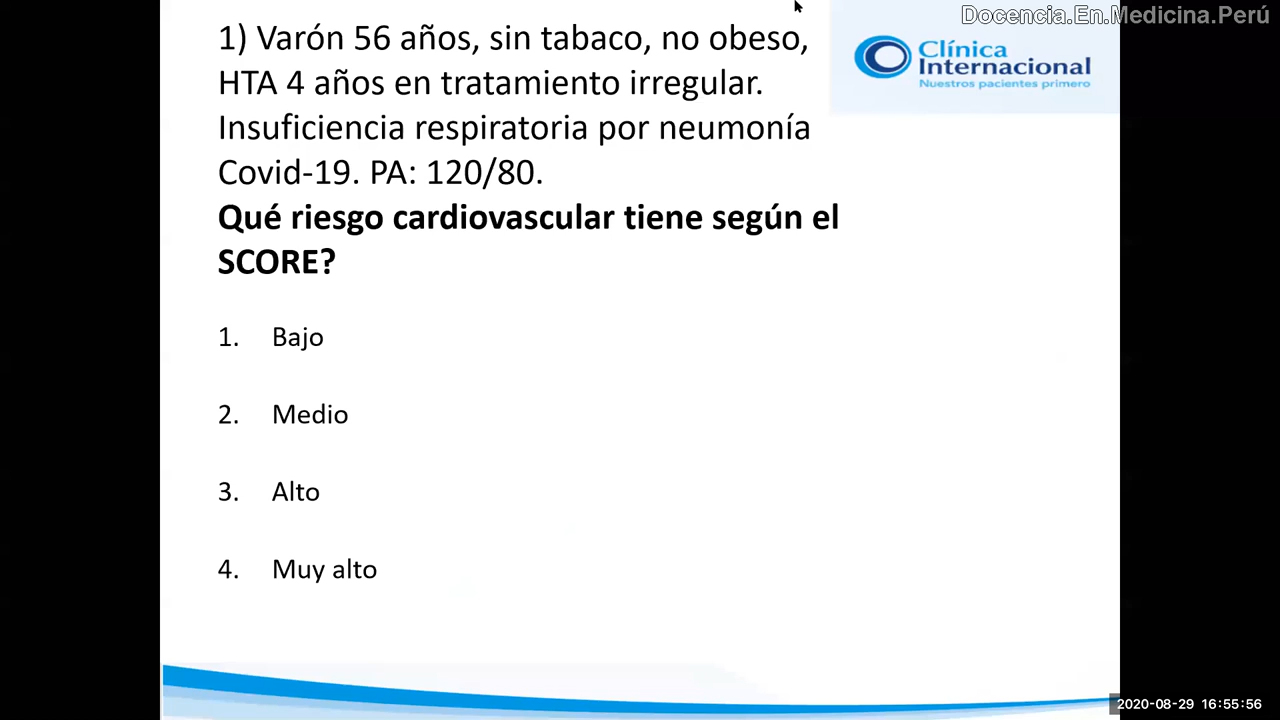 Docencia.En.Medicina.Perú
1) Varón 56 años, sin tabaco, no obeso,
HTA 4 años en tratamiento irregular.
Insuficiencia respiratoria por neumonía
Covid-19. PA: 120/80.
Qué riesgo cardiovascular tiene según el
SCORE?
Clínica
Internacional
Nuestros pacientes primero
1. Bajo
2. Medio
3. Alto
4. Muy alto
2020-08-29 16:55:56